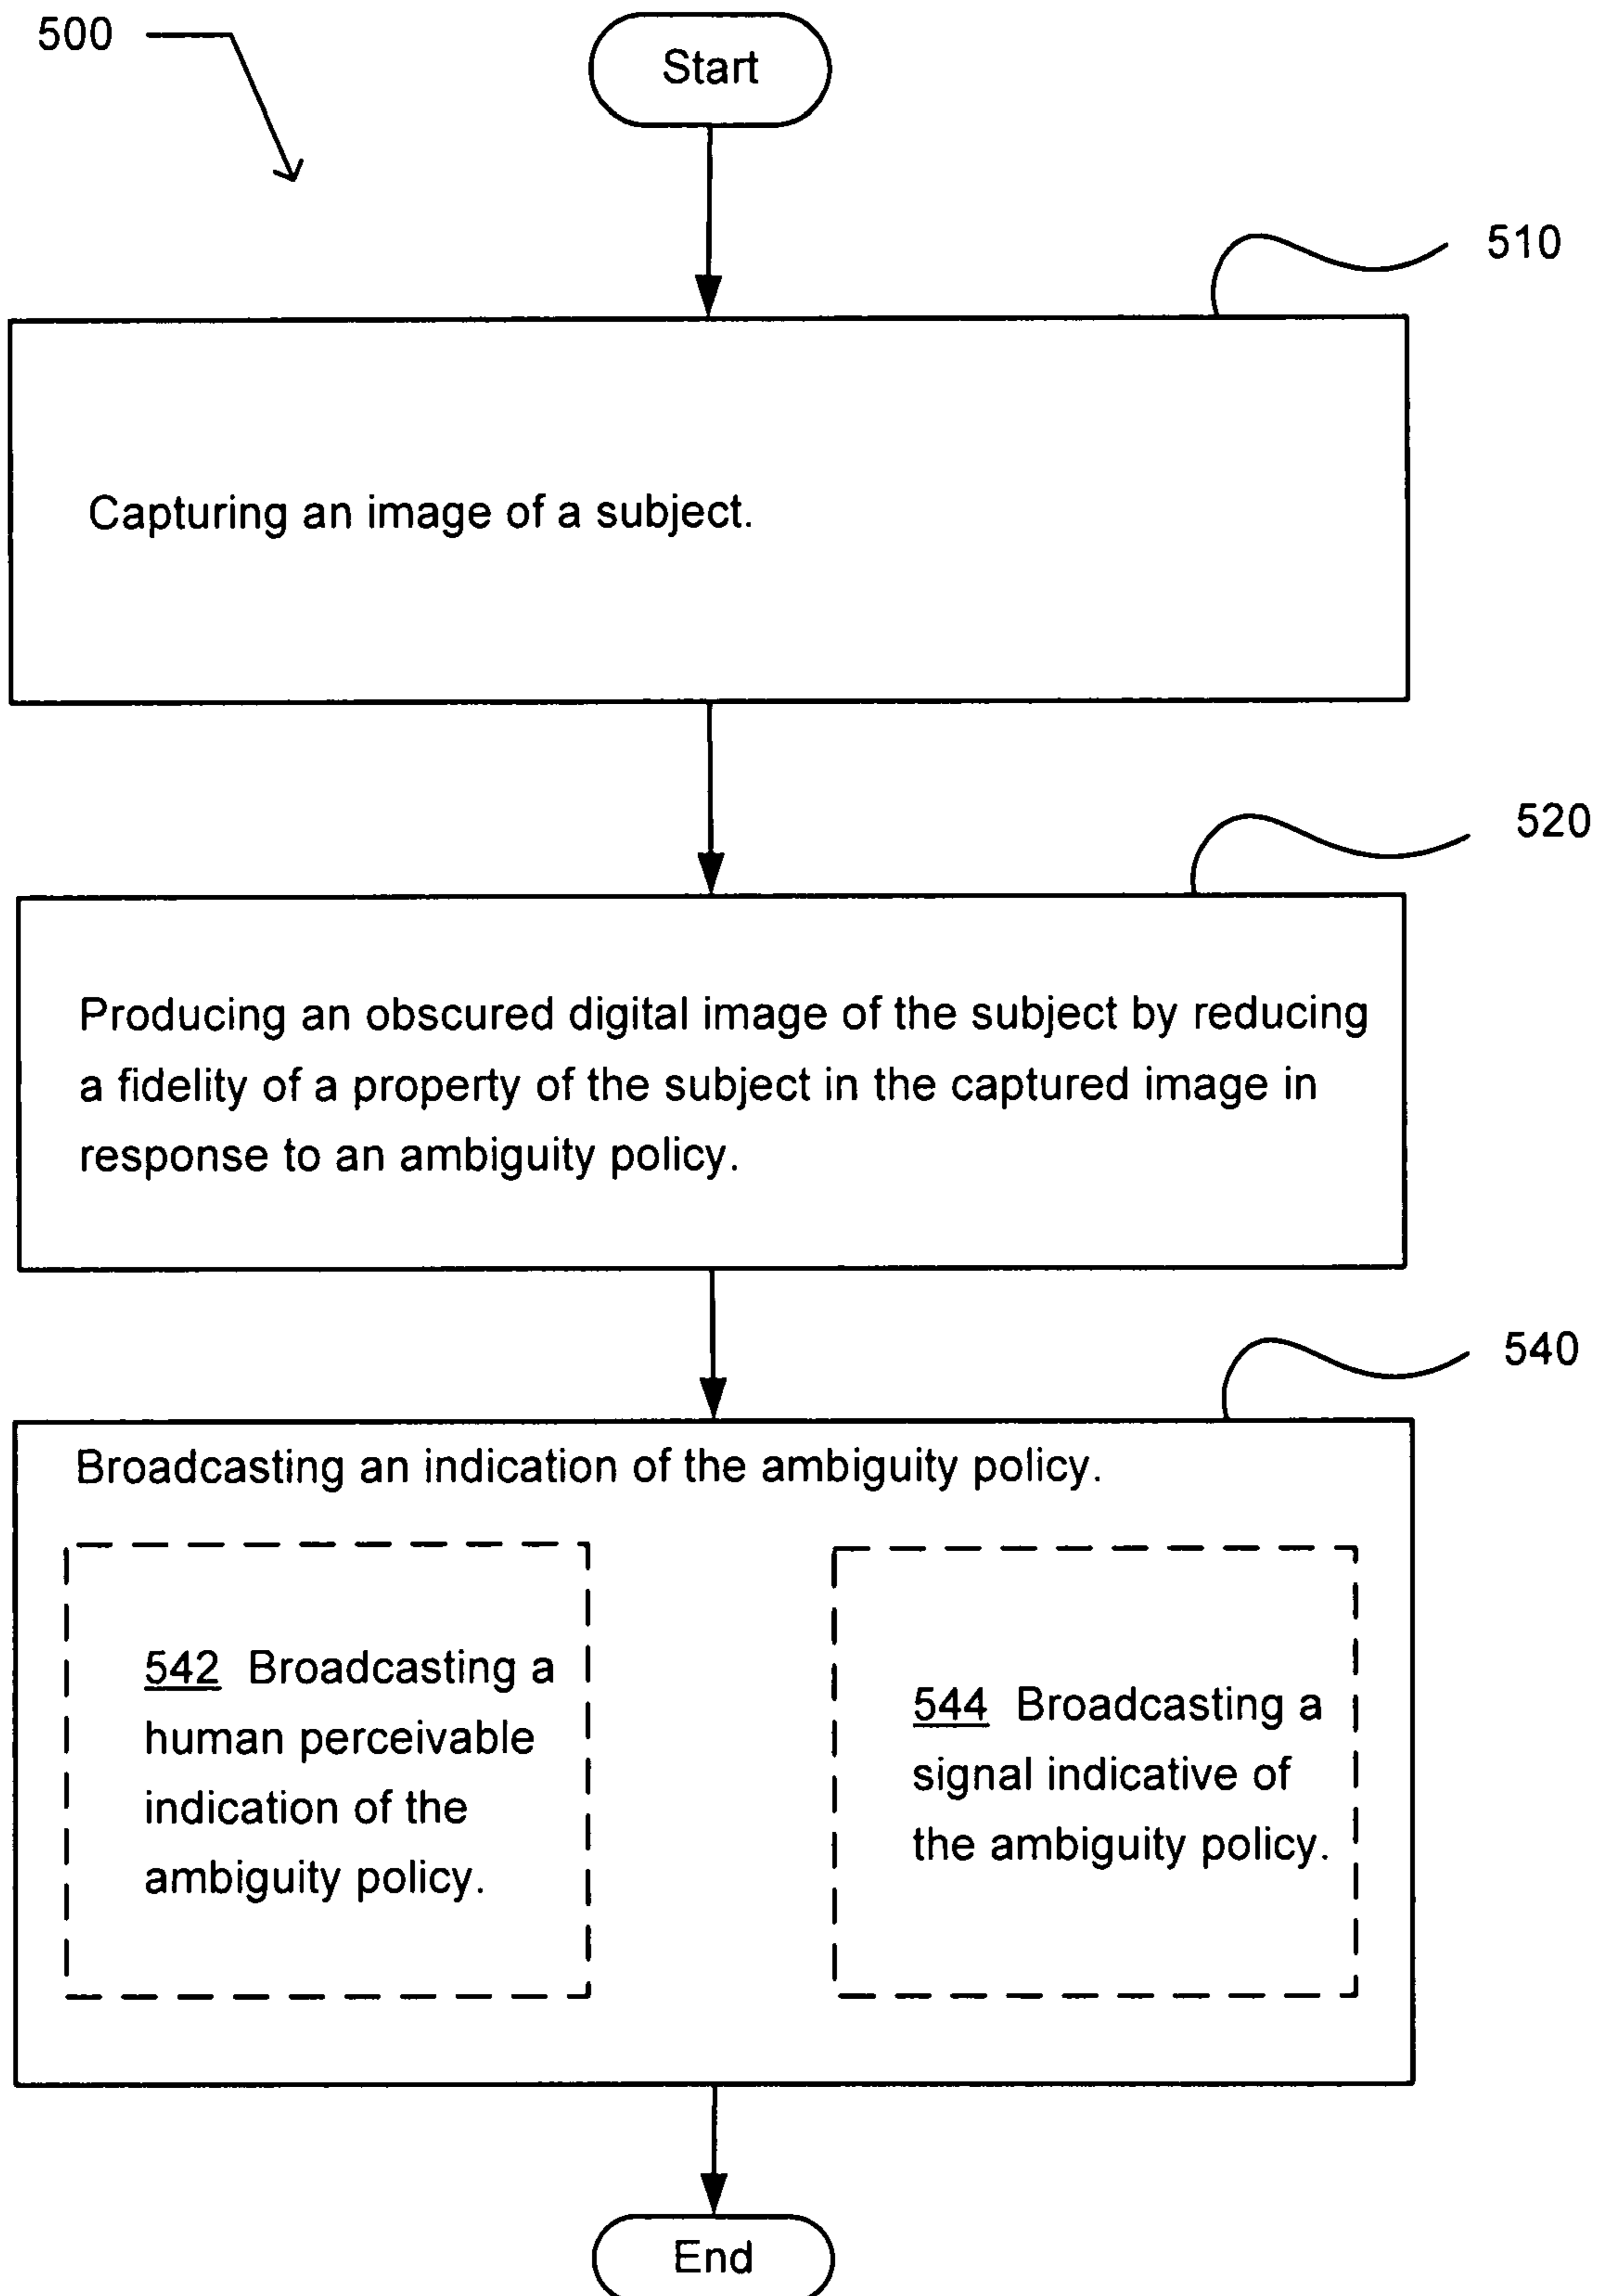 500
Start
510
Capturing an image of a subject.
520
Producing an obscured digital image of the subject by reducing
a fidelity of a property of the subject in the captured image in
response to an ambiguity policy.
540
Broadcasting an indication of the ambiguity policy.
542 Broadcasting a
human perceivable
indication of the
ambiguity policy.
544 Broadcasting a
signal indicative of
the ambiguity policy.
End